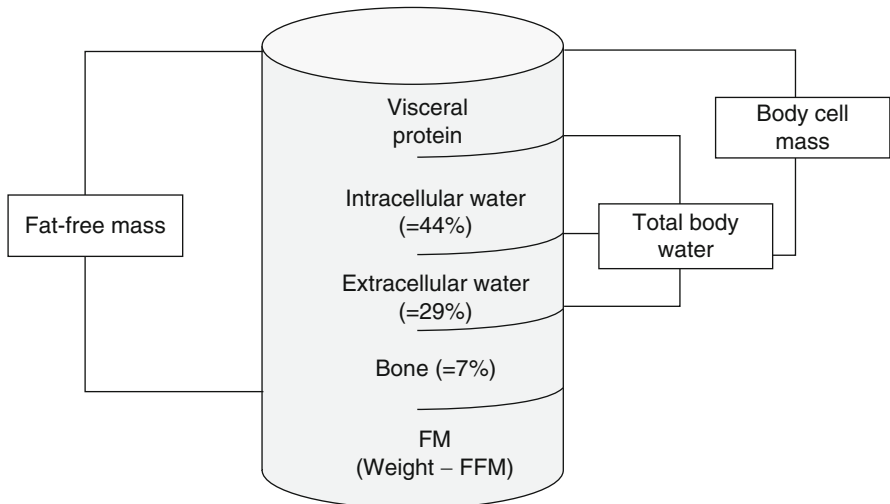 Visceral
protein
Body cell
mass
Intracellular water
(=44%)
Fat-free mass
Total body
water
Extracellular water
(=29%)
Bone (=7%)
FM
(Weight – FFM)